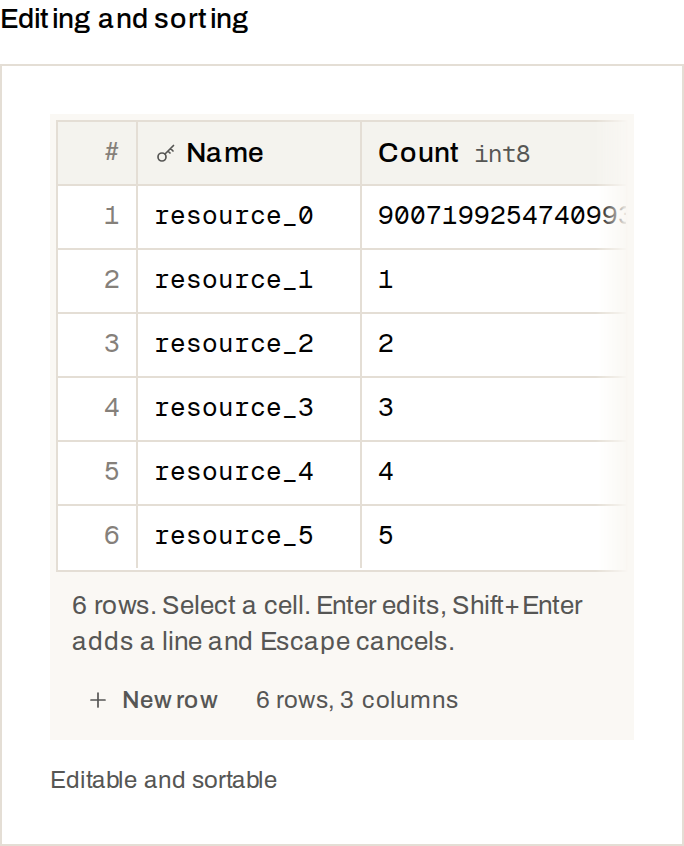 Editing and sorting
# Name Count int8
1 resource_0 9007199254740993
2 resource_1 1
3 resource_2 2
4 resource_3 3
5 resource_4 4
6 resource_5 5
6 rows. Select a cell. Enter edits, Shift+Enter
adds a line and Escape cancels.
+ New row 6 rows, 3 columns
Editable and sortable